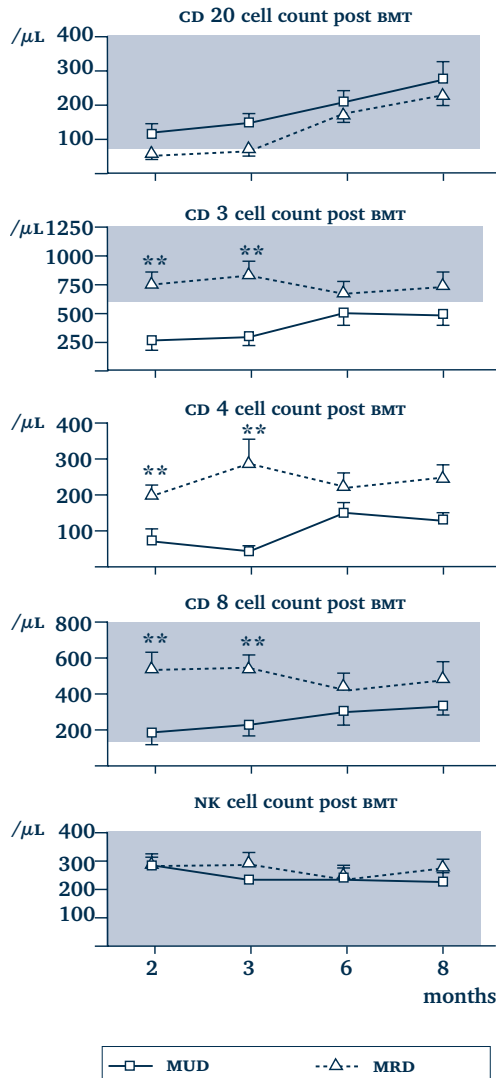 CD 20 cell count post BMT
/μL 400
300
200
100
CD 3 cell count post BMT
/μL 1250
1000
750
500
250
**
**
CD 4 cell count post BMT
/μL 400
300
200
100
**
**
CD 8 cell count post BMT
/μL 800
600
400
200
**
**
NK cell count post BMT
/μL 400
300
200
100
2 3 6 8
months
MUD MRD